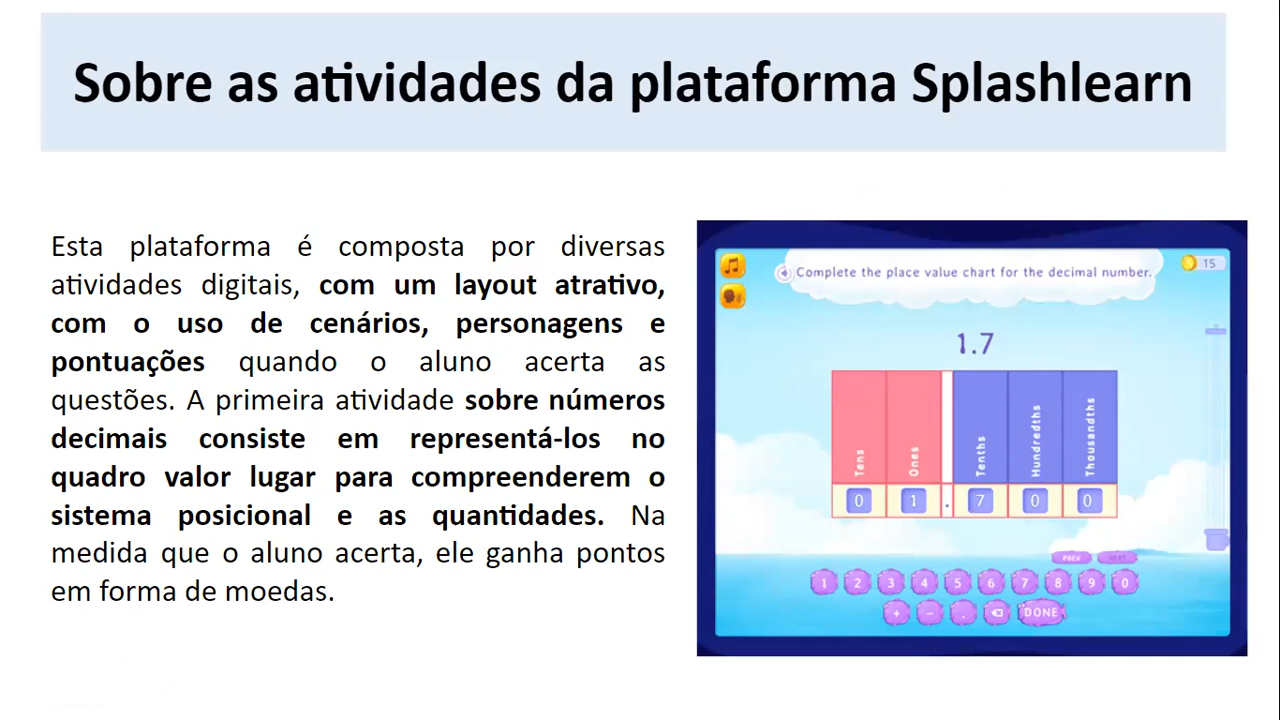 Sobre as atividades da plataforma Splashlearn
Esta plataforma é composta por diversas
atividades digitais, com um layout atrativo,
com o uso de cenários, personagens e
pontuações quando o aluno acerta as
questões. A primeira atividade sobre números
decimais consiste em representá-los no
quadro valor lugar para compreenderem o
sistema posicional e as quantidades. Na
medida que o aluno acerta, ele ganha pontos
em forma de moedas.
15
Complete the place value chart for the decimal number.
1.7
Tens Ones Tenths Hundredths Thousandths
0 1 . 7 0 0
PREV NEXT
1 2 3 4 5 6 7 8 9 0
+ - . DONE